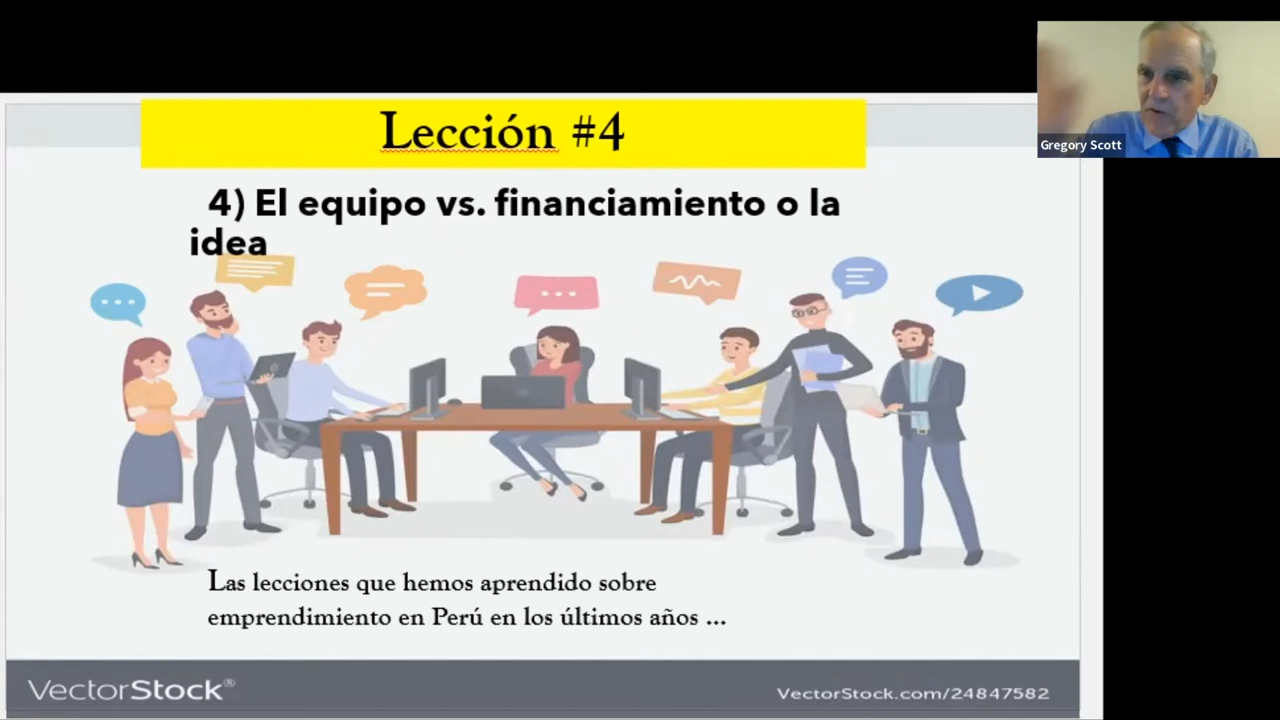 Lección #4
Gregory Scott
4) El equipo vs. financiamiento o la
idea
Las lecciones que hemos aprendido sobre
emprendimiento en Perú en los últimos años ...
VectorStock®
VectorStock.com/24847582